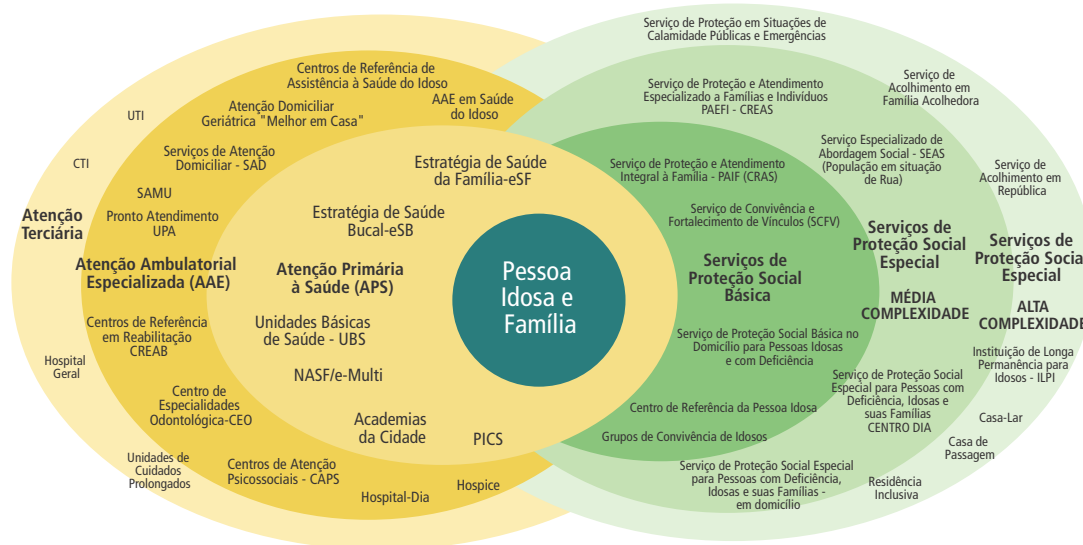 Serviço de Proteção em Situações de
Calamidade Públicas e Emergências
Centros de Referência de
Assistência à Saúde do Idoso
AAE em Saúde
do Idoso
Atenção Domiciliar
Geriátrica "Melhor em Casa"
UTI
Serviços de Atenção
Domiciliar - SAD
CTI
SAMU
Pronto Atendimento
UPA
Atenção
Terciária
Atenção Ambulatorial
Especializada (AAE)
Centros de Referência
em Reabilitação
CREAB
Hospital
Geral
Centro de
Especialidades
Odontológica-CEO
Unidades de
Cuidados
Prolongados
Centros de Atenção
Psicossociais - CAPS
Hospital-Dia
Hospice
Estratégia de Saúde
da Família-eSF
Estratégia de Saúde
Bucal-eSB
Atenção Primária
à Saúde (APS)
Unidades Básicas
de Saúde - UBS
NASF/e-Multi
Academias
da Cidade
PICS
Pessoa
Idosa e
Família
Serviço de Proteção e Atendimento
Especializado a Famílias e Indivíduos
PAEFI - CREAS
Serviço de
Acolhimento em
Família Acolhedora
Serviço de Proteção e Atendimento
Integral à Família - PAIF (CRAS)
Serviço Especializado de
Abordagem Social - SEAS
(População em situação
de Rua)
Serviço de
Acolhimento em
República
Serviço de Convivência e
Fortalecimento de Vínculos (SCFV)
Serviços de
Proteção Social
Básica
Serviços de
Proteção Social
Especial
MÉDIA
COMPLEXIDADE
Serviços de
Proteção Social
Especial
ALTA
COMPLEXIDADE
Serviço de Proteção Social Básica no
Domicílio para Pessoas Idosas
e com Deficiência
Instituição de Longa
Permanência para
Idosos - ILPI
Serviço de Proteção Social
Especial para Pessoas com
Deficiência, Idosas e
suas Famílias
CENTRO DIA
Centro de Referência da Pessoa Idosa
Casa-Lar
Grupos de Convivência de Idosos
Casa de
Passagem
Serviço de Proteção Social Especial
para Pessoas com Deficiência,
Idosas e suas Famílias -
em domicílio
Residência
Inclusiva